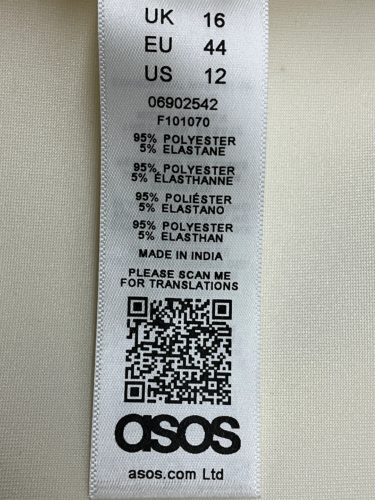 UK 16
EU 44
US 12
06902542
F101070
95% POLYESTER
5% ELASTANE
95% POLYESTER
5% ELASTHANNE
95% POLIÉSTER
5% ELASTANO
95% POLYESTER
5% ELASTHAN
MADE IN INDIA
PLEASE SCAN ME
FOR TRANSLATIONS
asos
asos.com Ltd